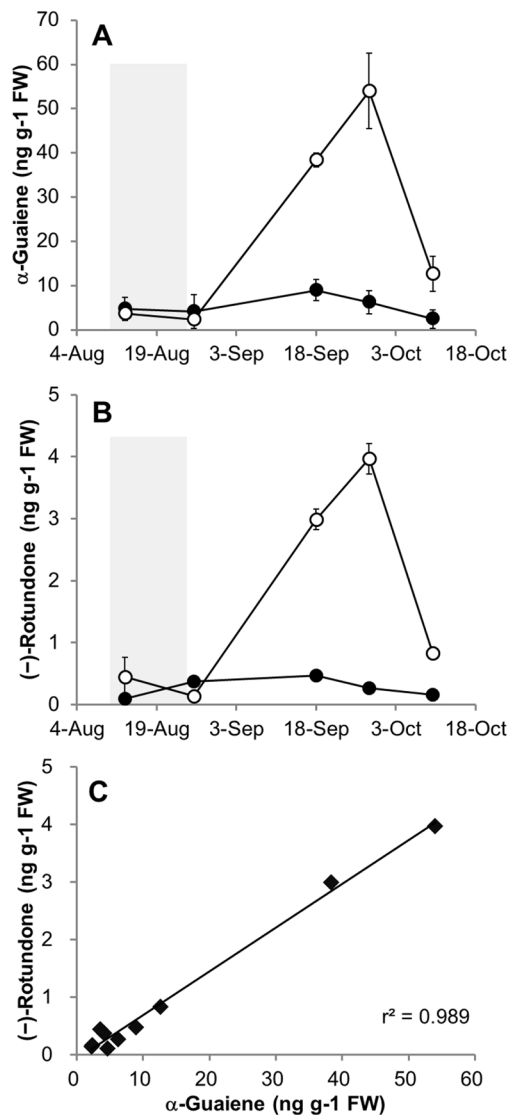 A
α-Guaiene (ng g-1 FW)
70
60
50
40
30
20
10
0
4-Aug 19-Aug 3-Sep 18-Sep 3-Oct 18-Oct
B
(−)-Rotundone (ng g-1 FW)
5
4
3
2
1
0
4-Aug 19-Aug 3-Sep 18-Sep 3-Oct 18-Oct
C
(−)-Rotundone (ng g-1 FW)
5
4
3
2
1
0
r² = 0.989
0 10 20 30 40 50 60
α-Guaiene (ng g-1 FW)